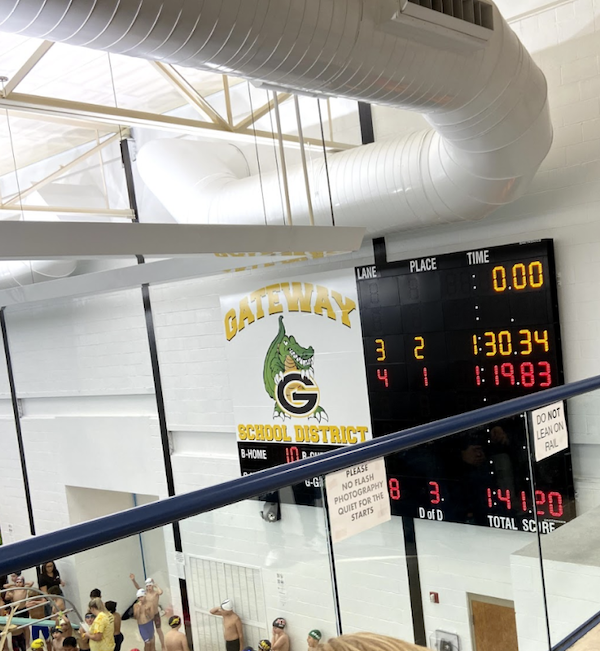 GATEWAY
G
SCHOOL DISTRICT
LANE PLACE TIME
: 0.00
3 2 1:30.34
4 1 1:19.83
B-HOME 10
8 3. 1:41.20
D of D TOTAL SCORE
PLEASE
NO FLASH
PHOTOGRAPHY
QUIET FOR THE
STARTS
DO NOT
LEAN ON
RAIL